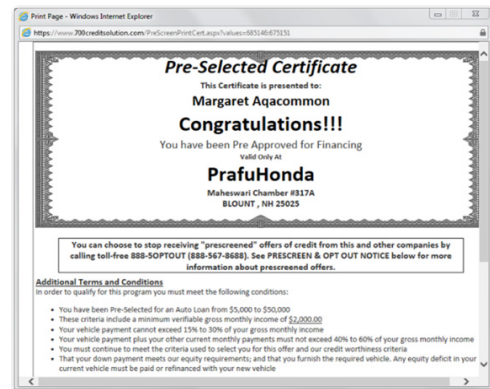 Print Page - Windows Internet Explorer
https://www.700creditsolution.com/PreScreenPrintCert.aspx?values=685146:675151
Pre-Selected Certificate
This Certificate is presented to:
Margaret Aqacommon
Congratulations!!!
You have been Pre Approved for Financing
Valid Only At
PrafuHonda
Maheswari Chamber #317A
BLOUNT , NH 25025
You can choose to stop receiving "prescreened" offers of credit from this and other companies by
calling toll-free 888-5OPTOUT (888-567-8688). See PRESCREEN & OPT OUT NOTICE below for more
information about prescreened offers.
Additional Terms and Conditions
In order to qualify for this program you must meet the following conditions:
• You have been Pre-Selected for an Auto Loan from $5,000 to $50,000
• These criteria include a minimum verifiable gross monthly income of $2,000.00
• Your vehicle payment cannot exceed 15% to 30% of your gross monthly income
• Your vehicle payment plus your other current monthly payments must not exceed 40% to 60% of your gross monthly income
• You must continue to meet the criteria used to select you for this offer and our credit worthiness criteria
• That your down payment meets our equity requirements; and that you furnish the required vehicle. Any equity deficit in your
current vehicle must be paid or refinanced with your new vehicle